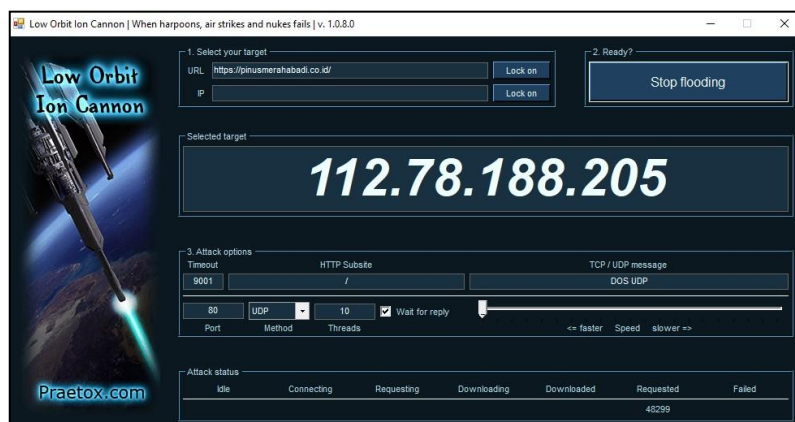 Low Orbit Ion Cannon | When harpoons, air strikes and nukes fails | v. 1.0.8.0
Low Orbit
Ion Cannon
Praetox.com
1. Select your target
URL https://pinusmerahabadi.co.id/ Lock on
IP Lock on
2. Ready?
Stop flooding
Selected target
112.78.188.205
3. Attack options
Timeout HTTP Subsite TCP / UDP message
9001 / DOS UDP
80 UDP 10 Wait for reply
Port Method Threads <= faster Speed slower =>
Attack status
Idle Connecting Requesting Downloading Downloaded Requested Failed
48299